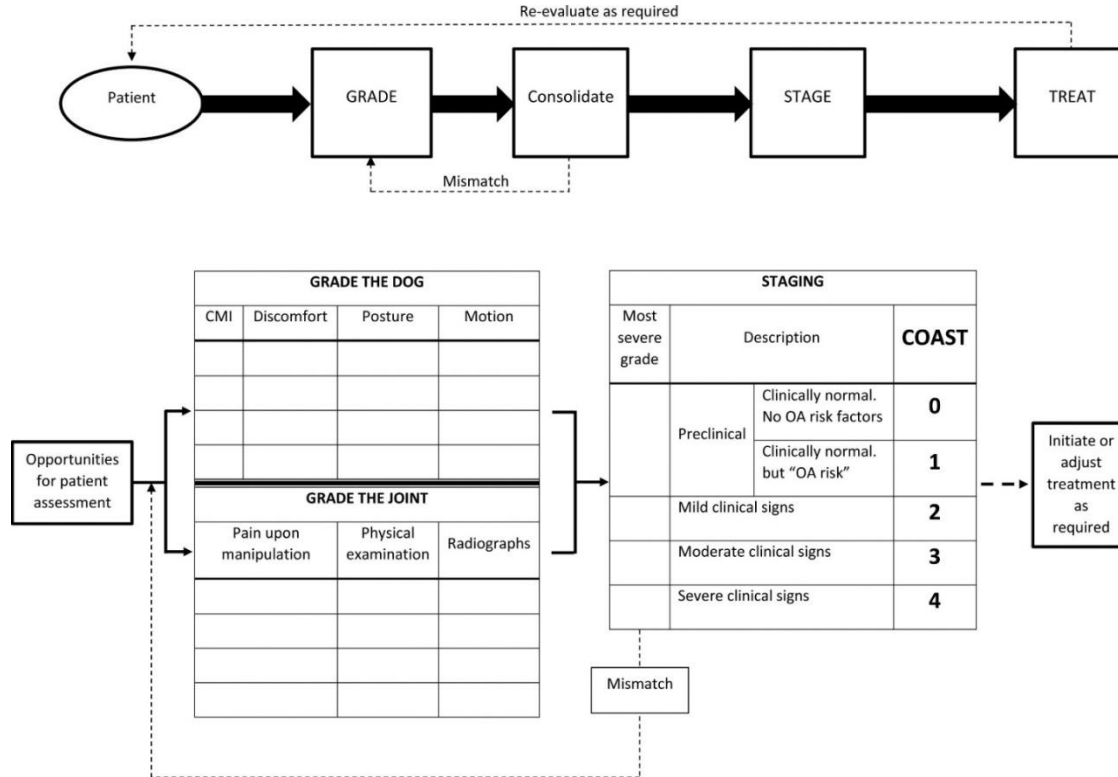 Re-evaluate as required
Patient
GRADE
Consolidate
STAGE
TREAT
Mismatch
GRADE THE DOG
CMI
Discomfort
Posture
Motion
GRADE THE JOINT
Pain upon
manipulation
Physical
examination
Radiographs
Opportunities
for patient
assessment
STAGING
Most
severe
grade
Description
COAST
Preclinical
Clinically normal.
No OA risk factors
0
Clinically normal.
but “OA risk”
1
Mild clinical signs
2
Moderate clinical signs
3
Severe clinical signs
4
Mismatch
Initiate or
adjust
treatment
as
required